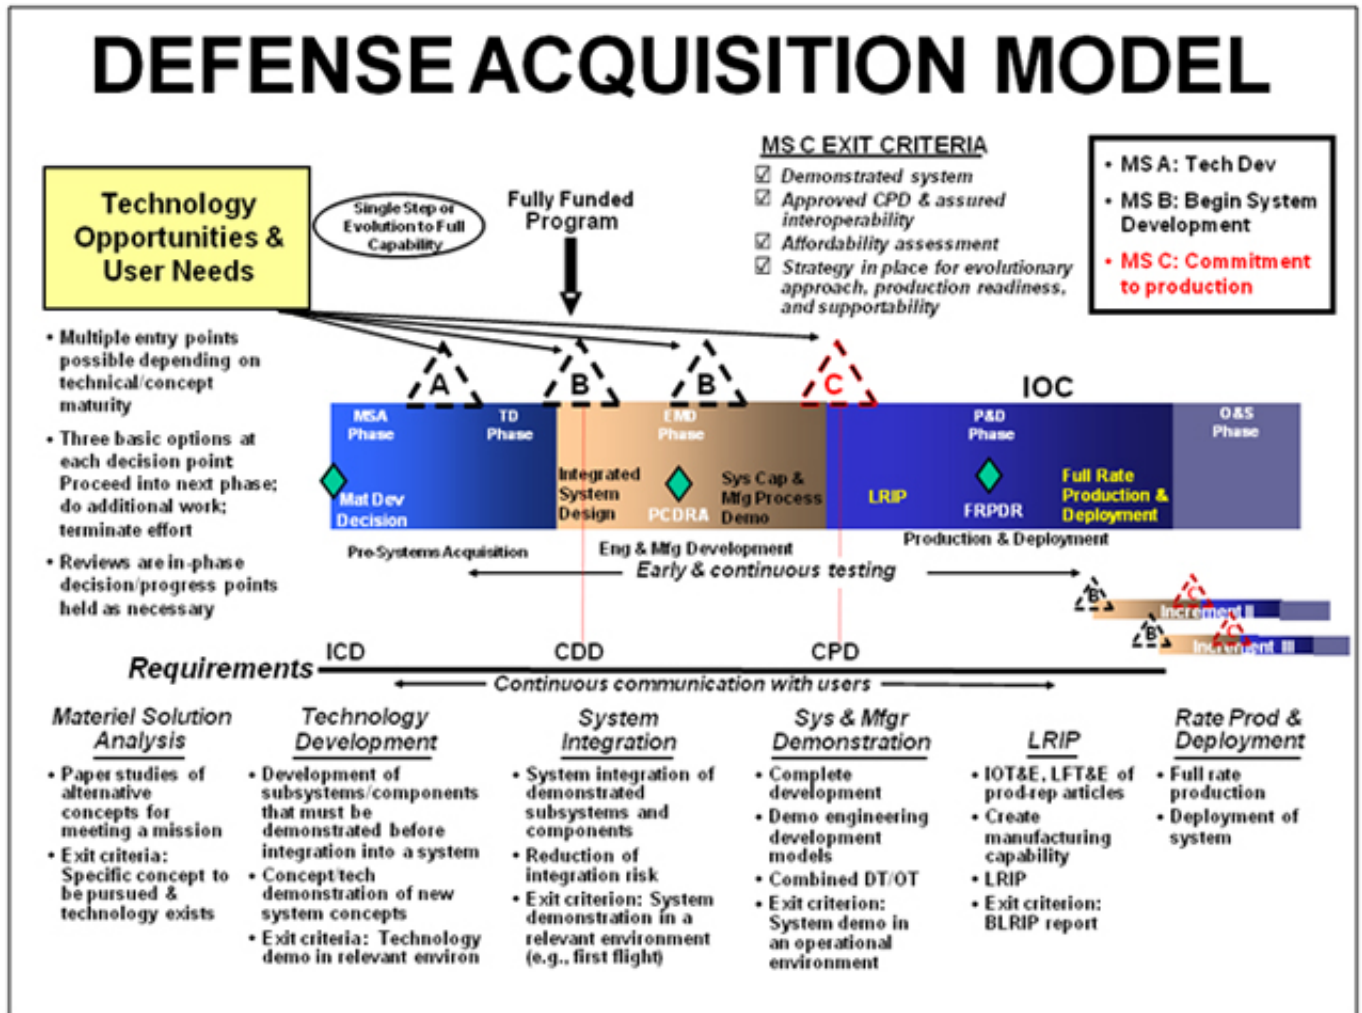 DEFENSE ACQUISITION MODEL
Technology
Opportunities &
User Needs
Single Step or
Evolution to Full
Capability
Fully Funded
Program
MS C EXIT CRITERIA
Demonstrated system
Approved CPD & assured
interoperability
Affordability assessment
Strategy in place for evolutionary
approach, production readiness,
and supportability
• MS A: Tech Dev
• MS B: Begin System
Development
• MS C: Commitment
to production
• Multiple entry points
possible depending on
technical/concept
maturity
• Three basic options at
each decision point
Proceed into next phase;
do additional work;
terminate effort
• Reviews are in-phase
decision/progress points
held as necessary
A
B
B
C
IOC
MSA
Phase
TD
Phase
EMD
Phase
P&D
Phase
O&S
Phase
Mat Dev
Decision
Integrated
System
Design
PCDRA
Sys Cap &
Mfg Process
Demo
LRIP
FRPDR
Full Rate
Production &
Deployment
Pre-Systems Acquisition
Eng & Mfg Development
Production & Deployment
Early & continuous testing
B
C
Increment II
B
C
Increment III
Requirements
ICD
CDD
CPD
Continuous communication with users
Materiel Solution
Analysis
• Paper studies of
alternative
concepts for
meeting a mission
• Exit criteria:
Specific concept to
be pursued &
technology exists
Technology
Development
• Development of
subsystems/components
that must be
demonstrated before
integration into a system
• Concept/tech
demonstration of new
system concepts
• Exit criteria: Technology
demo in relevant environ
System
Integration
• System integration of
demonstrated
subsystems and
components
• Reduction of
integration risk
• Exit criterion: System
demonstration in a
relevant environment
(e.g., first flight)
Sys & Mfgr
Demonstration
• Complete
development
• Demo engineering
development
models
• Combined DT/OT
• Exit criterion:
System demo in
an operational
environment
LRIP
• IOT&E, LFT&E of
prod-rep articles
• Create
manufacturing
capability
• LRIP
• Exit criterion:
BLRIP report
Rate Prod &
Deployment
• Full rate
production
• Deployment of
system